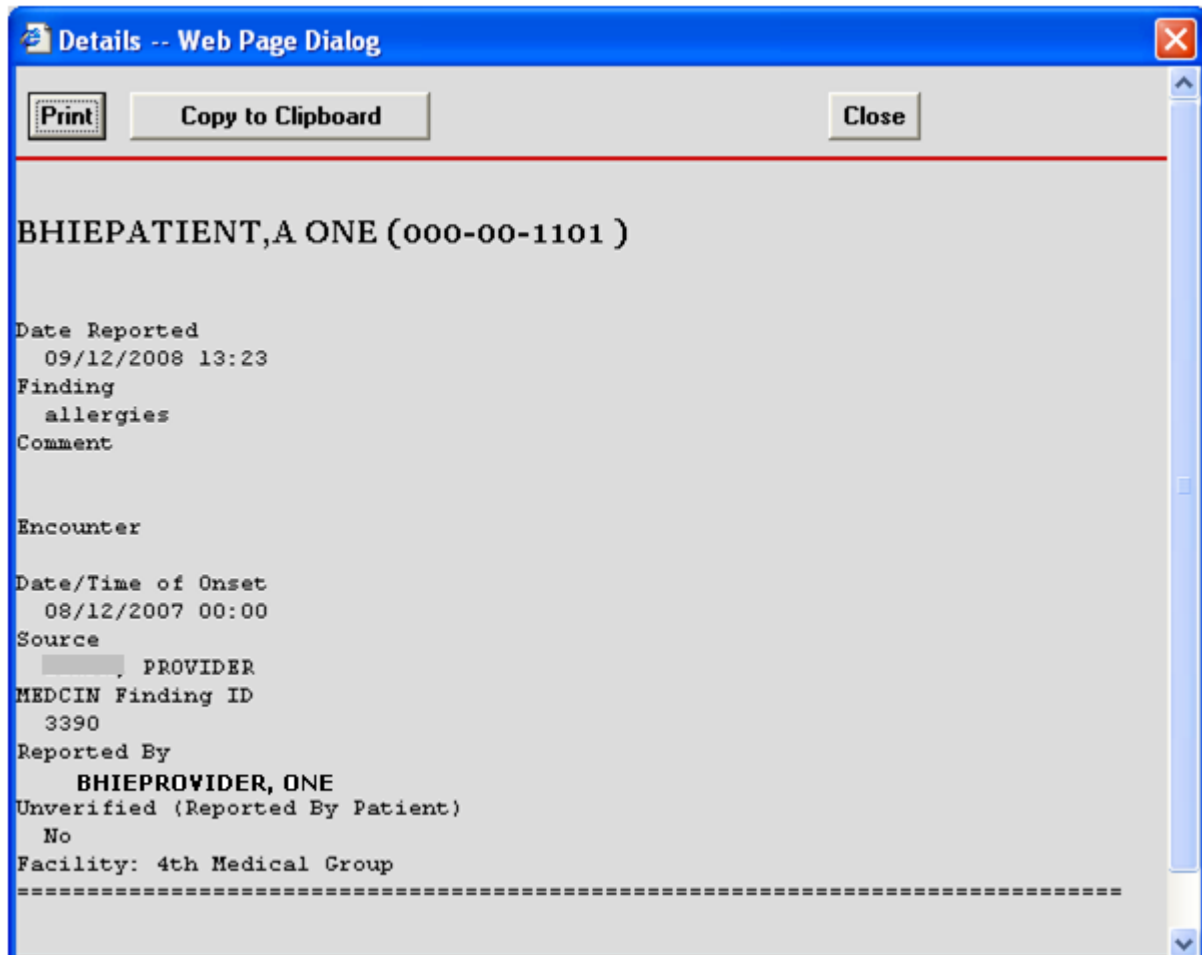 Details -- Web Page Dialog
Print Copy to Clipboard Close
BHIEPATIENT,A ONE (000-00-1101 )
Date Reported
09/12/2008 13:23
Finding
allergies
Comment
Encounter
Date/Time of Onset
08/12/2007 00:00
Source
, PROVIDER
MEDCIN Finding ID
3390
Reported By
BHIEPROVIDER, ONE
Unverified (Reported By Patient)
No
Facility: 4th Medical Group
===============================================================================